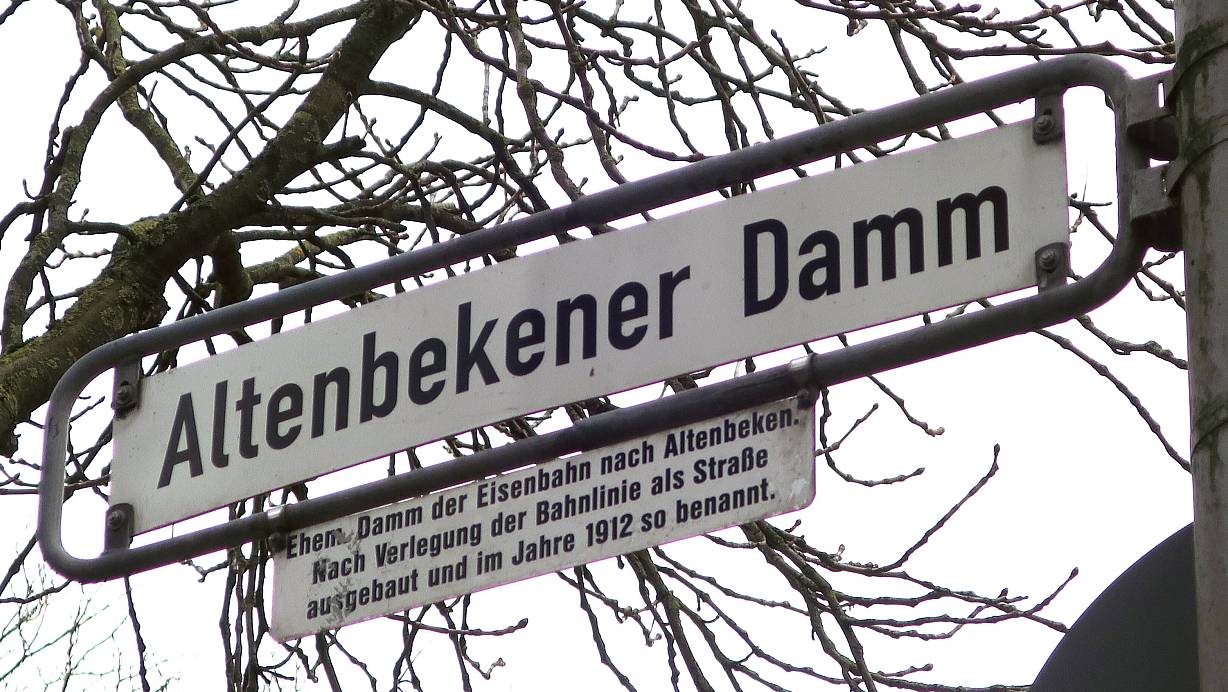 Altenbekener Damm
Ehem. Damm der Eisenbahn nach Altenbeken.
Nach Verlegung der Bahnlinie als Straße
ausgebaut und im Jahre 1912 so benannt.